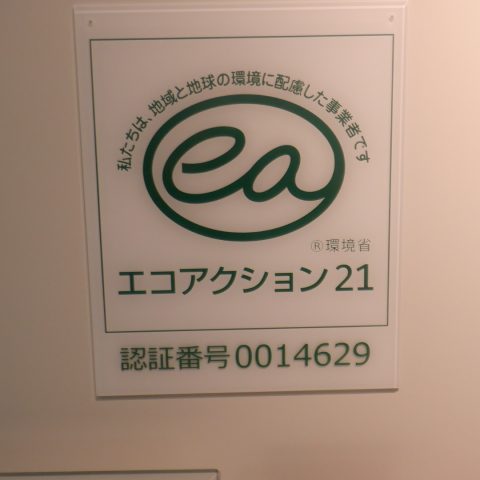 私たちは、地域と地球の環境に配慮した事業者です
ea
®環境省
エコアクション21
認証番号0014629